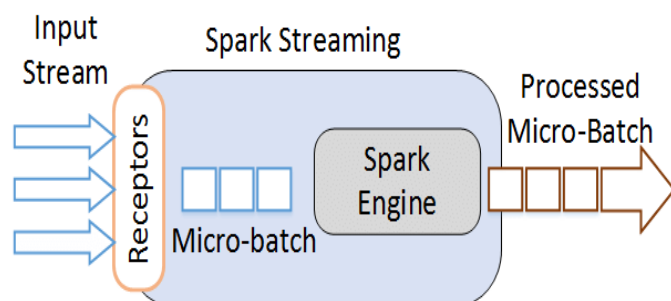 Input
Stream
Spark Streaming
Receptors
Micro-batch
Spark
Engine
Processed
Micro-Batch